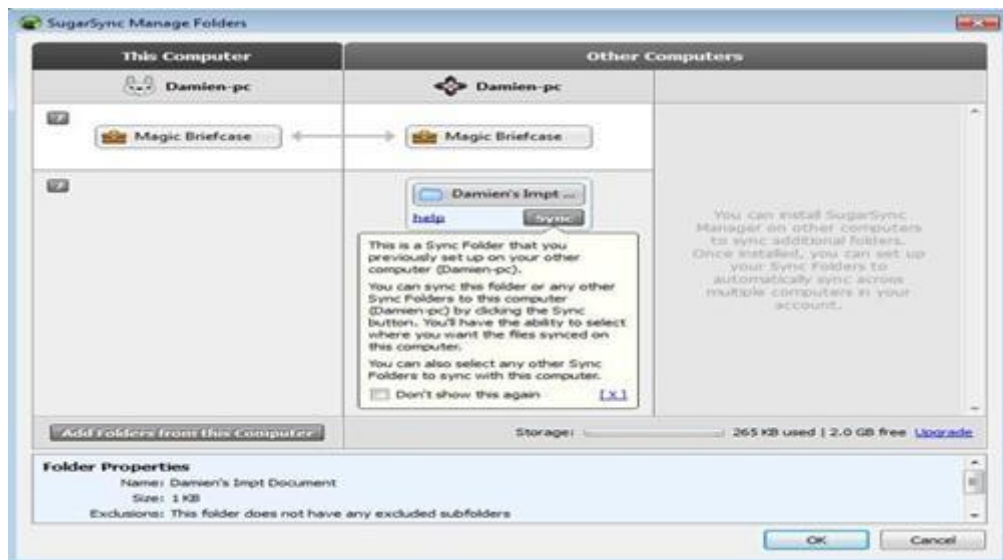 SugarSync Manage Folders
This Computer
Other Computers
Damien-pc
Damien-pc
?
Magic Briefcase
Magic Briefcase
?
Damien's Impt ...
help
Sync
This is a Sync Folder that you
previously set up on your other
computer (Damien-pc).
You can sync this folder or any other
Sync Folders to this computer
(Damien-pc) by clicking the Sync
button. You'll have the ability to select
where you want the files synced on
this computer.
You can also select any other Sync
Folders to sync with this computer.
Don't show this again
[X]
You can install SugarSync
Manager on other computers
to sync additional folders.
Once installed, you can set up
your Sync Folders to
automatically sync across
multiple computers in your
account.
Add Folders from this Computer
Storage:
265 KB used | 2.0 GB free Upgrade
Folder Properties
Name: Damien's Impt Document
Size: 1 KB
Exclusions: This folder does not have any excluded subfolders
OK
Cancel